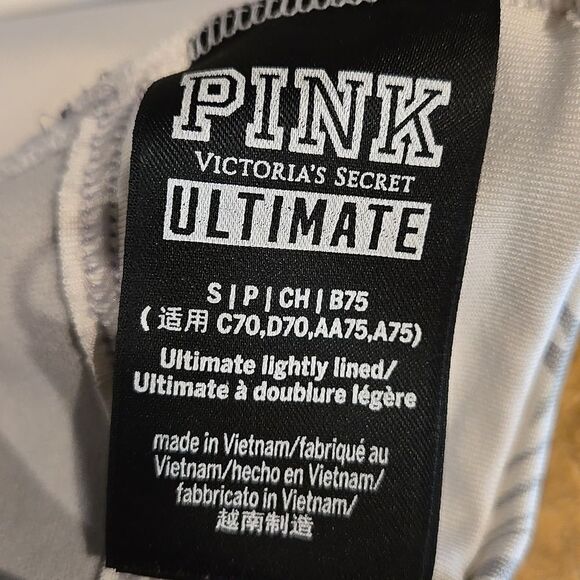 PINK
VICTORIA'S SECRET
ULTIMATE
S | P | CH | B75
( 适用 C70,D70,AA75,A75)
Ultimate lightly lined/
Ultimate à doublure légère
made in Vietnam/fabriqué au
Vietnam/hecho en Vietnam/
fabbricato in Vietnam/
越南制造